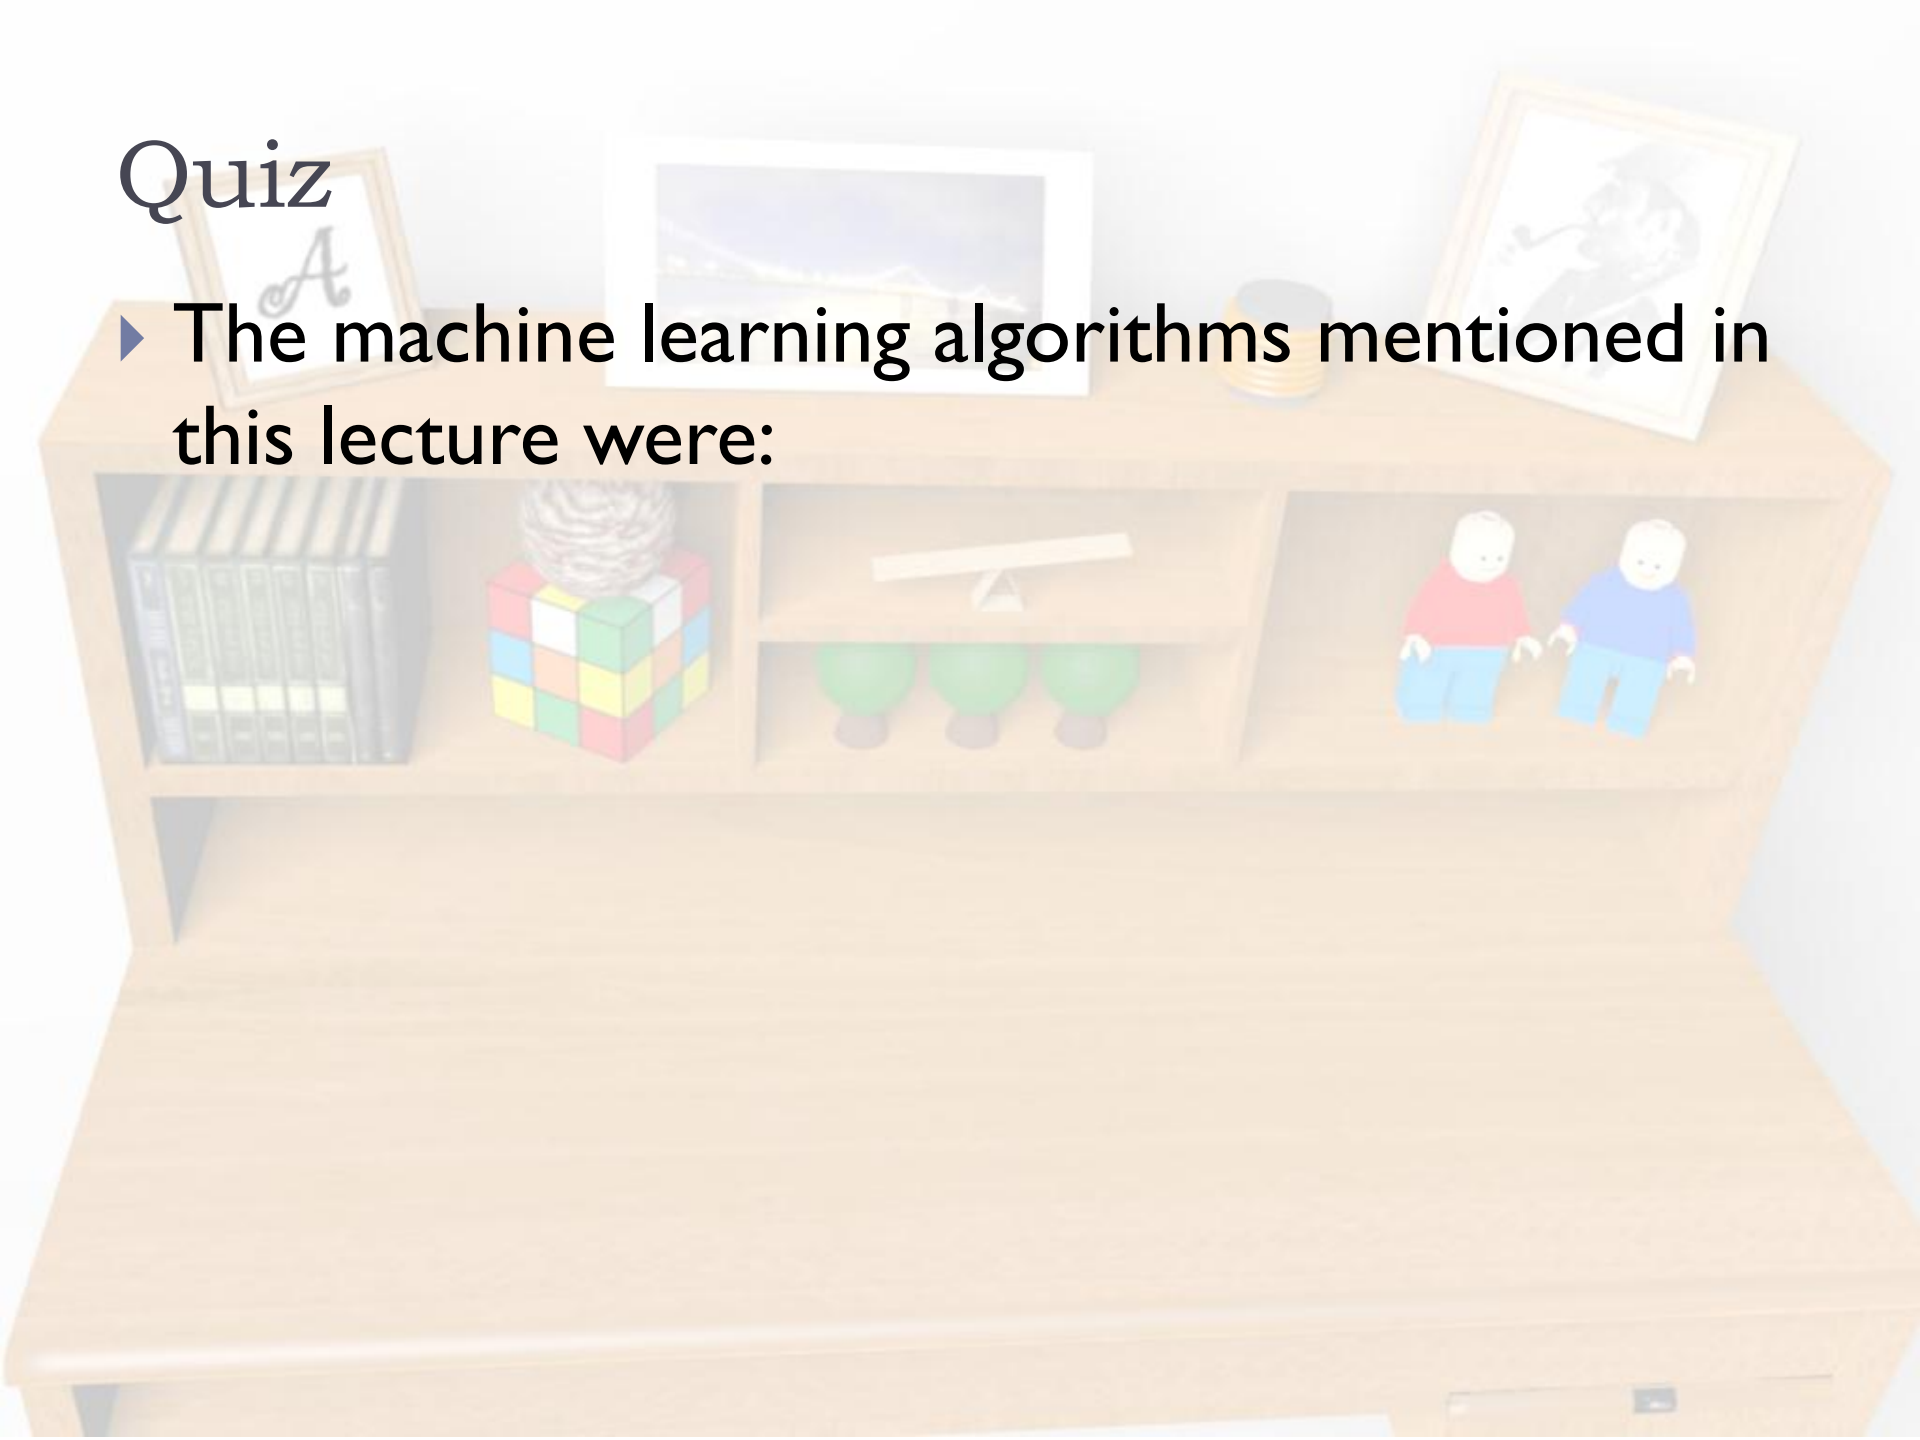 Quiz
A
The machine learning algorithms mentioned in
this lecture were: